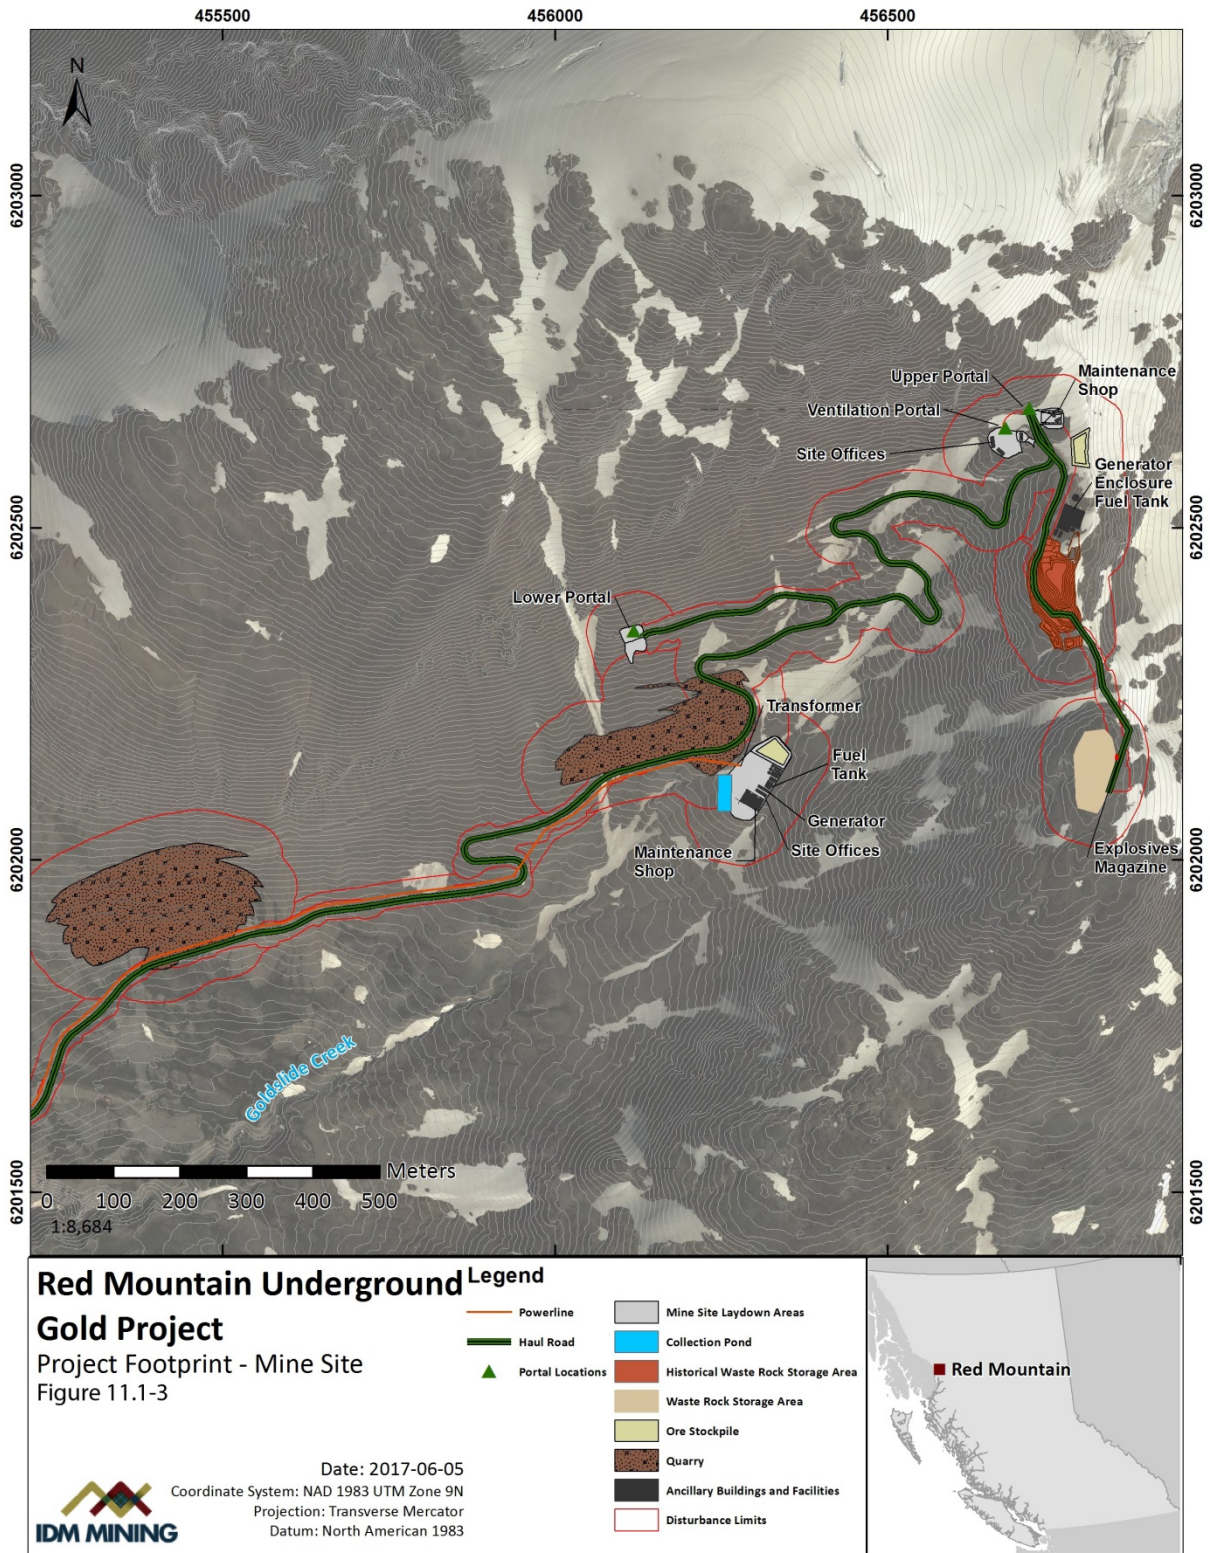 455500
456000
456500
N
6203000
6203000
Upper Portal
Maintenance
Shop
Ventilation Portal
Site Offices
Generator
Enclosure
Fuel Tank
6202500
6202500
Lower Portal
Transformer
Fuel
Tank
Generator
Site Offices
Maintenance
Shop
Explosives
Magazine
6202000
6202000
Goldslide Creek
6201500
6201500
Meters
0 100 200 300 400 500
1:8,684
Red Mountain Underground
Gold Project
Project Footprint - Mine Site
Figure 11.1-3
Date: 2017-06-05
Coordinate System: NAD 1983 UTM Zone 9N
Projection: Transverse Mercator
Datum: North American 1983
IDM MINING
Legend
Powerline
Haul Road
Portal Locations
Mine Site Laydown Areas
Collection Pond
Historical Waste Rock Storage Area
Waste Rock Storage Area
Ore Stockpile
Quarry
Ancillary Buildings and Facilities
Disturbance Limits
Red Mountain